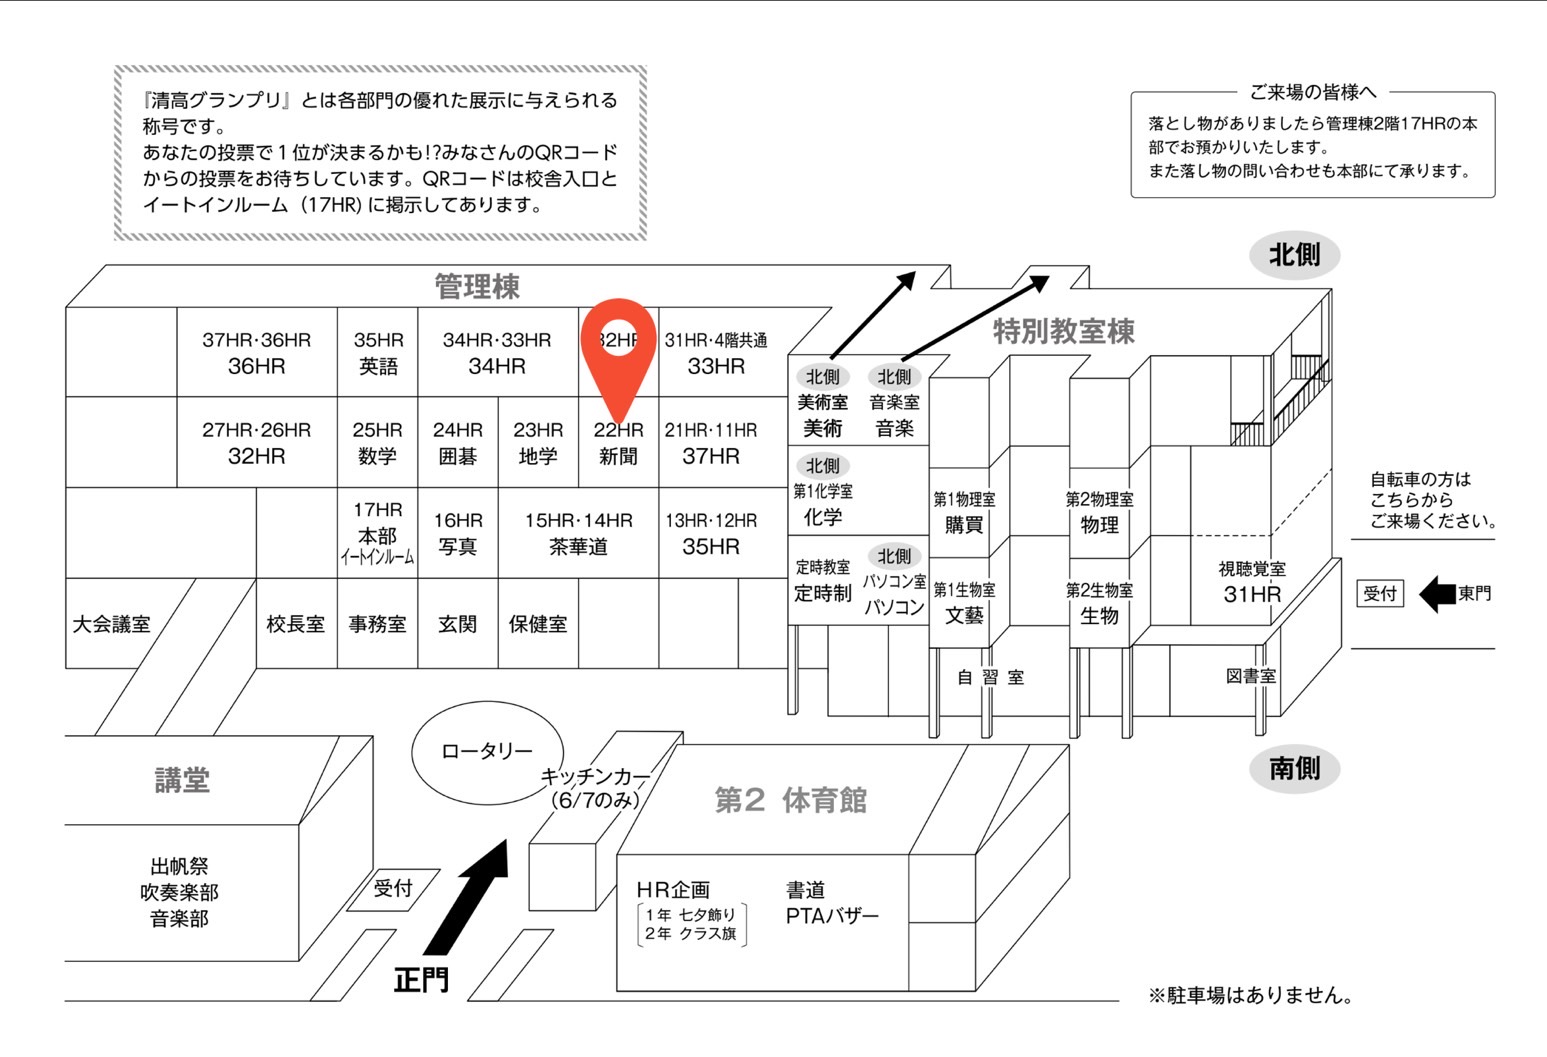 『清高グランプリ』とは各部門の優れた展示に与えられる
称号です。
あなたの投票で１位が決まるかも!?みなさんのQRコード
からの投票をお待ちしています。QRコードは校舎入口と
イートインルーム（17HR)に掲示してあります。
ご来場の皆様へ
落とし物がありましたら管理棟2階17HRの本
部でお預かりいたします。
また落し物の問い合わせも本部にて承ります。
北側
管理棟
特別教室棟
37HR･36HR
36HR
35HR
英語
34HR･33HR
34HR
32HR
31HR･4階共通
33HR
北側
美術室
美術
北側
音楽室
音楽
27HR･26HR
32HR
25HR
数学
24HR
囲碁
23HR
地学
22HR
新聞
21HR･11HR
37HR
北側
第1化学室
化学
第1物理室
購買
第2物理室
物理
自転車の方は
こちらから
ご来場ください。
17HR
本部
イートインルーム
16HR
写真
15HR･14HR
茶華道
13HR･12HR
35HR
定時教室
定時制
北側
パソコン室
パソコン
第1生物室
文藝
第2生物室
生物
視聴覚室
31HR
受付
東門
大会議室
校長室
事務室
玄関
保健室
自習室
図書室
南側
講堂
ロータリー
キッチンカー
(6/7のみ)
第2 体育館
出帆祭
吹奏楽部
音楽部
受付
正門
HR企画
1年 七夕飾り
2年 クラス旗
書道
PTAバザー
※駐車場はありません。